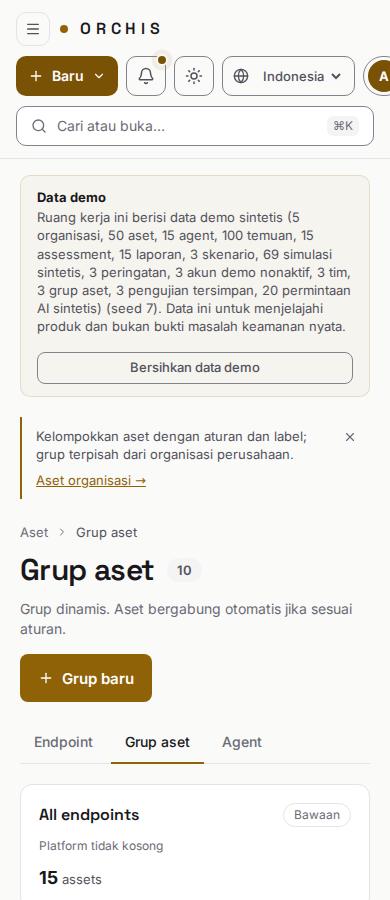 ORCHIS
Baru
Indonesia
A
Cari atau buka...
⌘K
Data demo
Ruang kerja ini berisi data demo sintetis (5
organisasi, 50 aset, 15 agent, 100 temuan, 15
assessment, 15 laporan, 3 skenario, 69 simulasi
sintetis, 3 peringatan, 3 akun demo nonaktif, 3 tim,
3 grup aset, 3 pengujian tersimpan, 20 permintaan
AI sintetis) (seed 7). Data ini untuk menjelajahi
produk dan bukan bukti masalah keamanan nyata.
Bersihkan data demo
Kelompokkan aset dengan aturan dan label;
grup terpisah dari organisasi perusahaan.
Aset organisasi →
Aset > Grup aset
Grup aset 10
Grup dinamis. Aset bergabung otomatis jika sesuai
aturan.
+ Grup baru
Endpoint Grup aset Agent
All endpoints Bawaan
Platform tidak kosong
15 assets